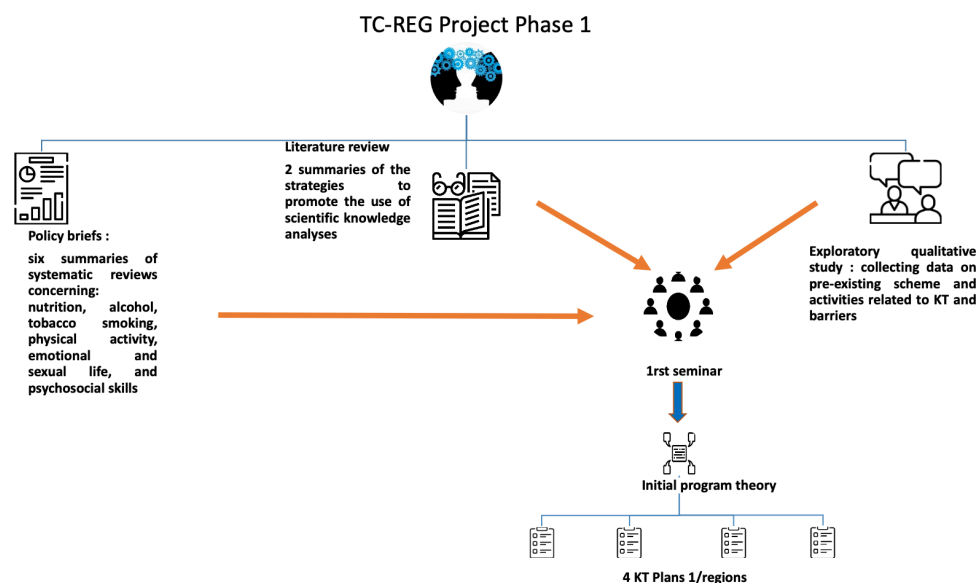 TC-REG Project Phase 1
Literature review
2 summaries of the
strategies to
promote the use of
scientific knowledge
analyses
Policy briefs :
six summaries of
systematic reviews
concerning:
nutrition, alcohol,
tobacco smoking,
physical activity,
emotional and
sexual life, and
psychosocial skills
Exploratory qualitative
study : collecting data on
pre-existing scheme and
activities related to KT and
barriers
1rst seminar
Initial program theory
4 KT Plans 1/regions